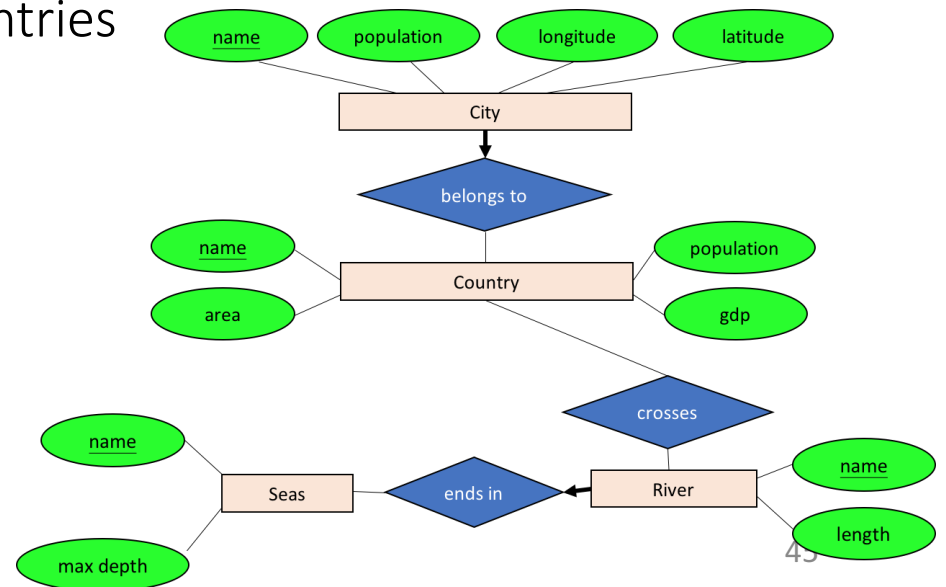 ntries
name
population
longitude
latitude
City
belongs to
name
population
Country
area
gdp
crosses
name
name
Seas
ends in
River
length
45
max depth